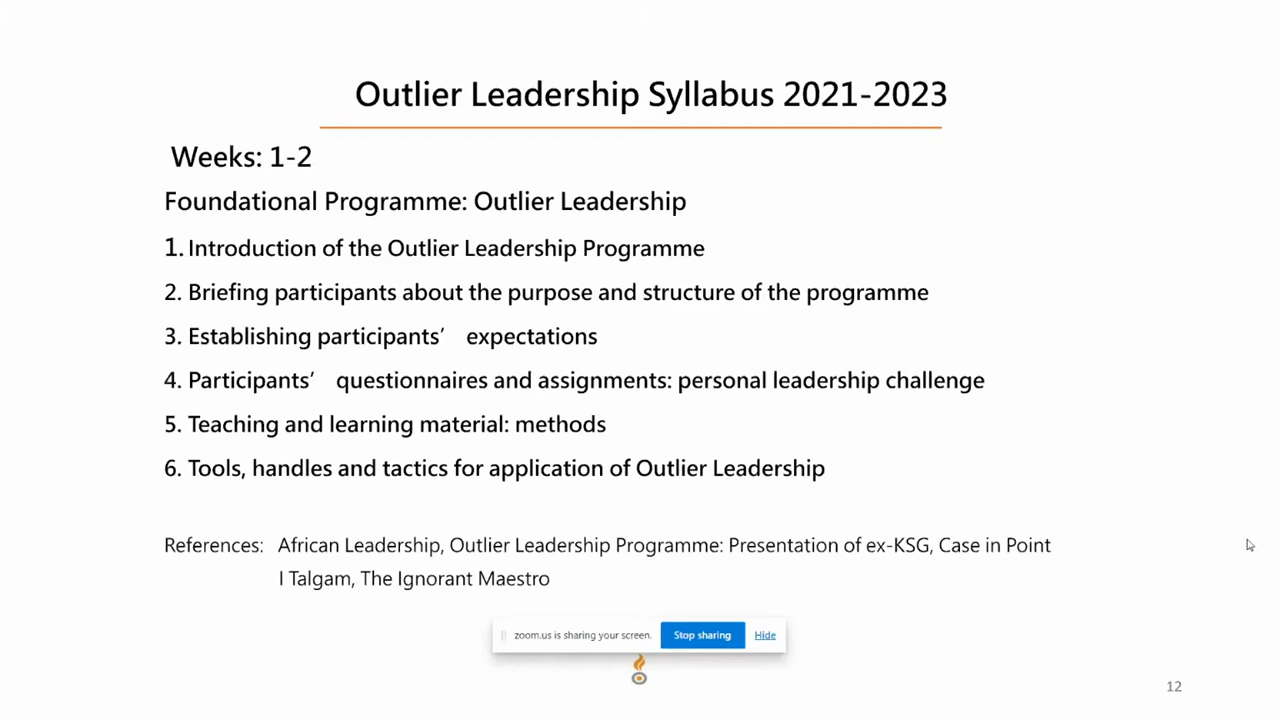 Outlier Leadership Syllabus 2021-2023
Weeks: 1-2
Foundational Programme: Outlier Leadership
1. Introduction of the Outlier Leadership Programme
2. Briefing participants about the purpose and structure of the programme
3. Establishing participants’ expectations
4. Participants’ questionnaires and assignments: personal leadership challenge
5. Teaching and learning material: methods
6. Tools, handles and tactics for application of Outlier Leadership
References: African Leadership, Outlier Leadership Programme: Presentation of ex-KSG, Case in Point
I Talgam, The Ignorant Maestro
zoom.us is sharing your screen. Stop sharing Hide
12